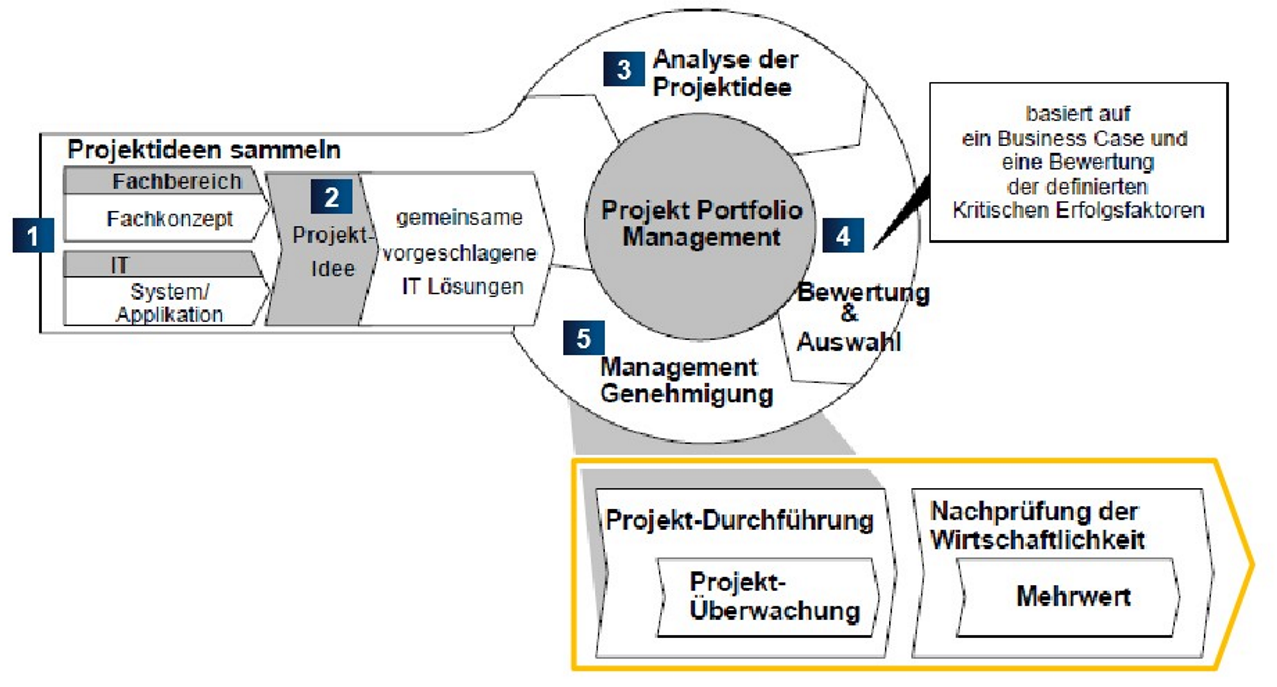 3
Analyse der
Projektidee
basiert auf
ein Business Case und
eine Bewertung
der definierten
Kritischen Erfolgsfaktoren
Projektideen sammeln
1
Fachbereich
Fachkonzept
IT
System/
Applikation
2
Projekt-
Idee
gemeinsame
vorgeschlagene
IT Lösungen
Projekt Portfolio
Management
4
Bewertung
&
Auswahl
5
Management
Genehmigung
Projekt-Durchführung
Projekt-
Überwachung
Nachprüfung der
Wirtschaftlichkeit
Mehrwert